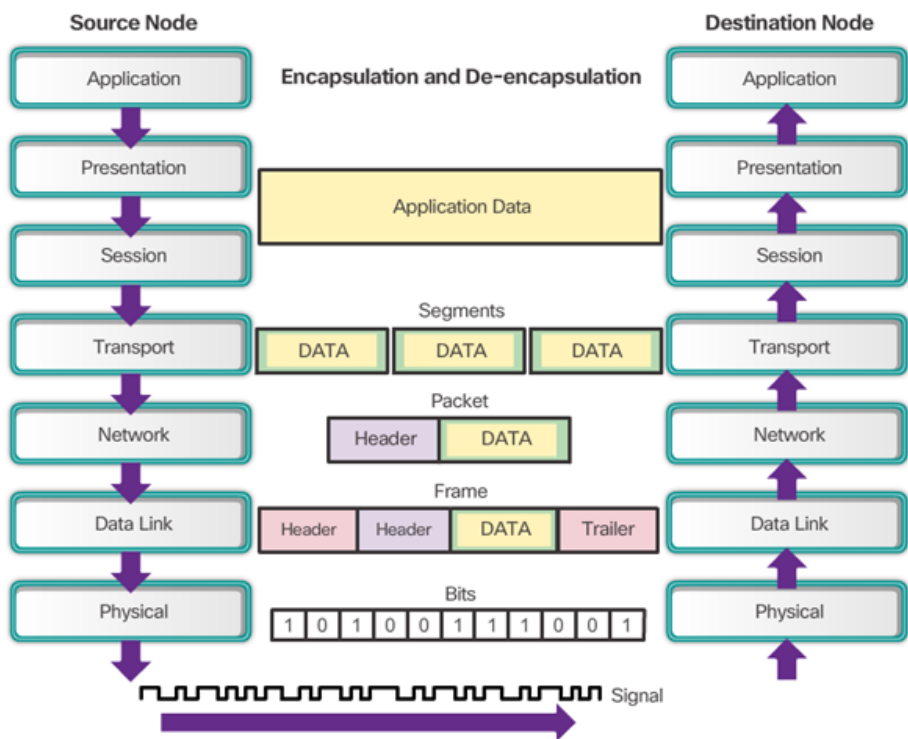 Source Node
Destination Node
Encapsulation and De-encapsulation
Application
Application
Presentation
Application Data
Presentation
Session
Session
Segments
Transport
DATA
DATA
DATA
Transport
Packet
Network
Header
DATA
Network
Frame
Data Link
Header
Header
DATA
Trailer
Data Link
Bits
Physical
1 0 1 0 0 1 1 1 0 0 1
Physical
Signal